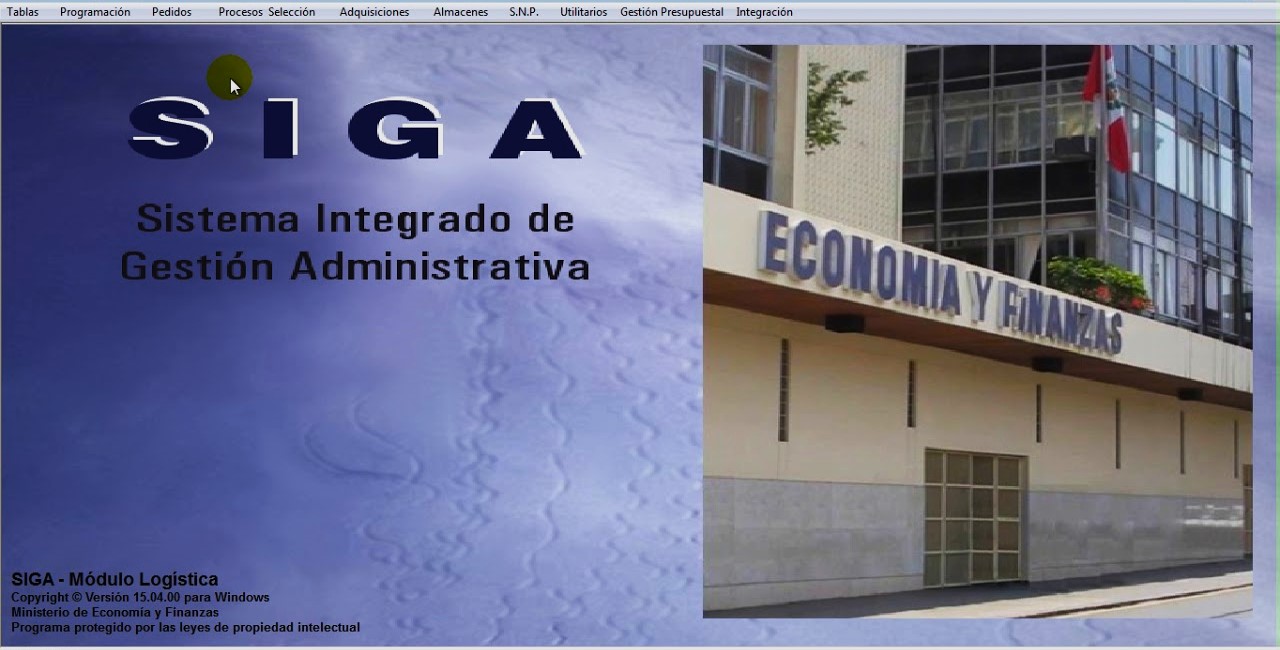 Tablas Programación Pedidos Procesos Selección Adquisiciones Almacenes S.N.P. Utilitarios Gestión Presupuestal Integración
SIGA
Sistema Integrado de
Gestión Administrativa
ECONOMIA Y FiNANZAS
SIGA - Módulo Logística
Copyright © Versión 15.04.00 para Windows
Ministerio de Economía y Finanzas
Programa protegido por las leyes de propiedad intelectual